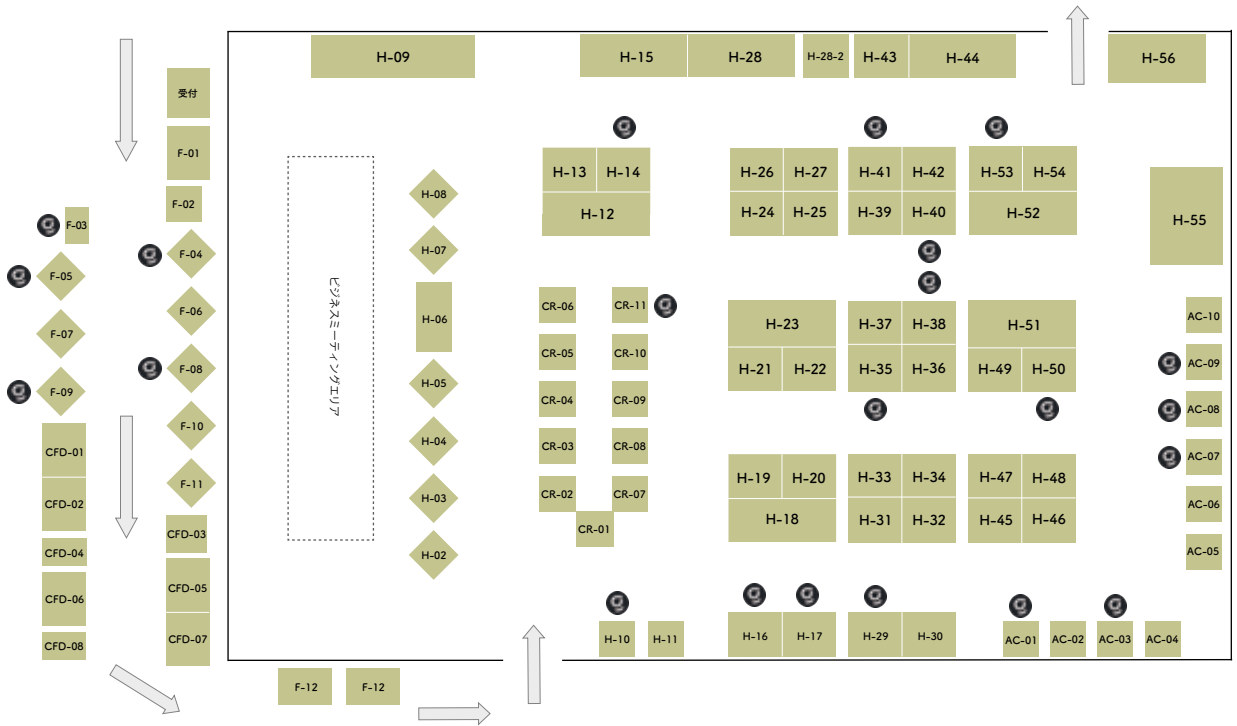 受付
F-01
F-02
F-03
F-04
F-05
F-06
F-07
F-08
F-09
F-10
F-11
CFD-01
CFD-02
CFD-03
CFD-04
CFD-05
CFD-06
CFD-07
CFD-08
F-12
F-12
ビジネスミーティングエリア
H-09
H-15
H-28
H-28-2
H-43
H-44
H-56
H-08
H-07
H-06
H-05
H-04
H-03
H-02
H-13
H-14
H-12
H-26
H-27
H-24
H-25
H-41
H-42
H-39
H-40
H-53
H-54
H-52
H-55
CR-06
CR-11
CR-05
CR-10
CR-04
CR-09
CR-03
CR-08
CR-02
CR-07
CR-01
H-23
H-21
H-22
H-37
H-38
H-35
H-36
H-51
H-49
H-50
H-19
H-20
H-18
H-33
H-34
H-31
H-32
H-47
H-48
H-45
H-46
AC-10
AC-09
AC-08
AC-07
AC-06
AC-05
H-10
H-11
H-16
H-17
H-29
H-30
AC-01
AC-02
AC-03
AC-04